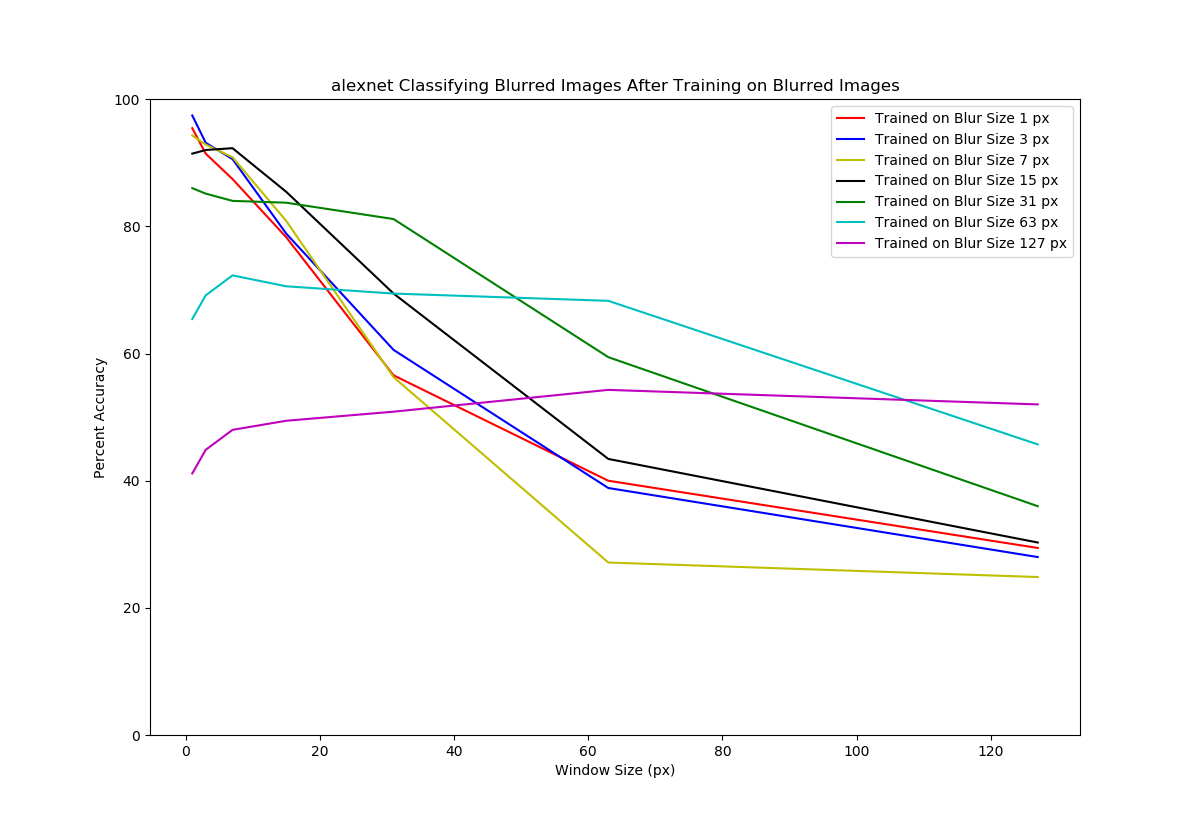 alexnet Classifying Blurred Images After Training on Blurred Images
100
80
60
40
20
0
Percent Accuracy
Trained on Blur Size 1 px
Trained on Blur Size 3 px
Trained on Blur Size 7 px
Trained on Blur Size 15 px
Trained on Blur Size 31 px
Trained on Blur Size 63 px
Trained on Blur Size 127 px
0 20 40 60 80 100 120
Window Size (px)